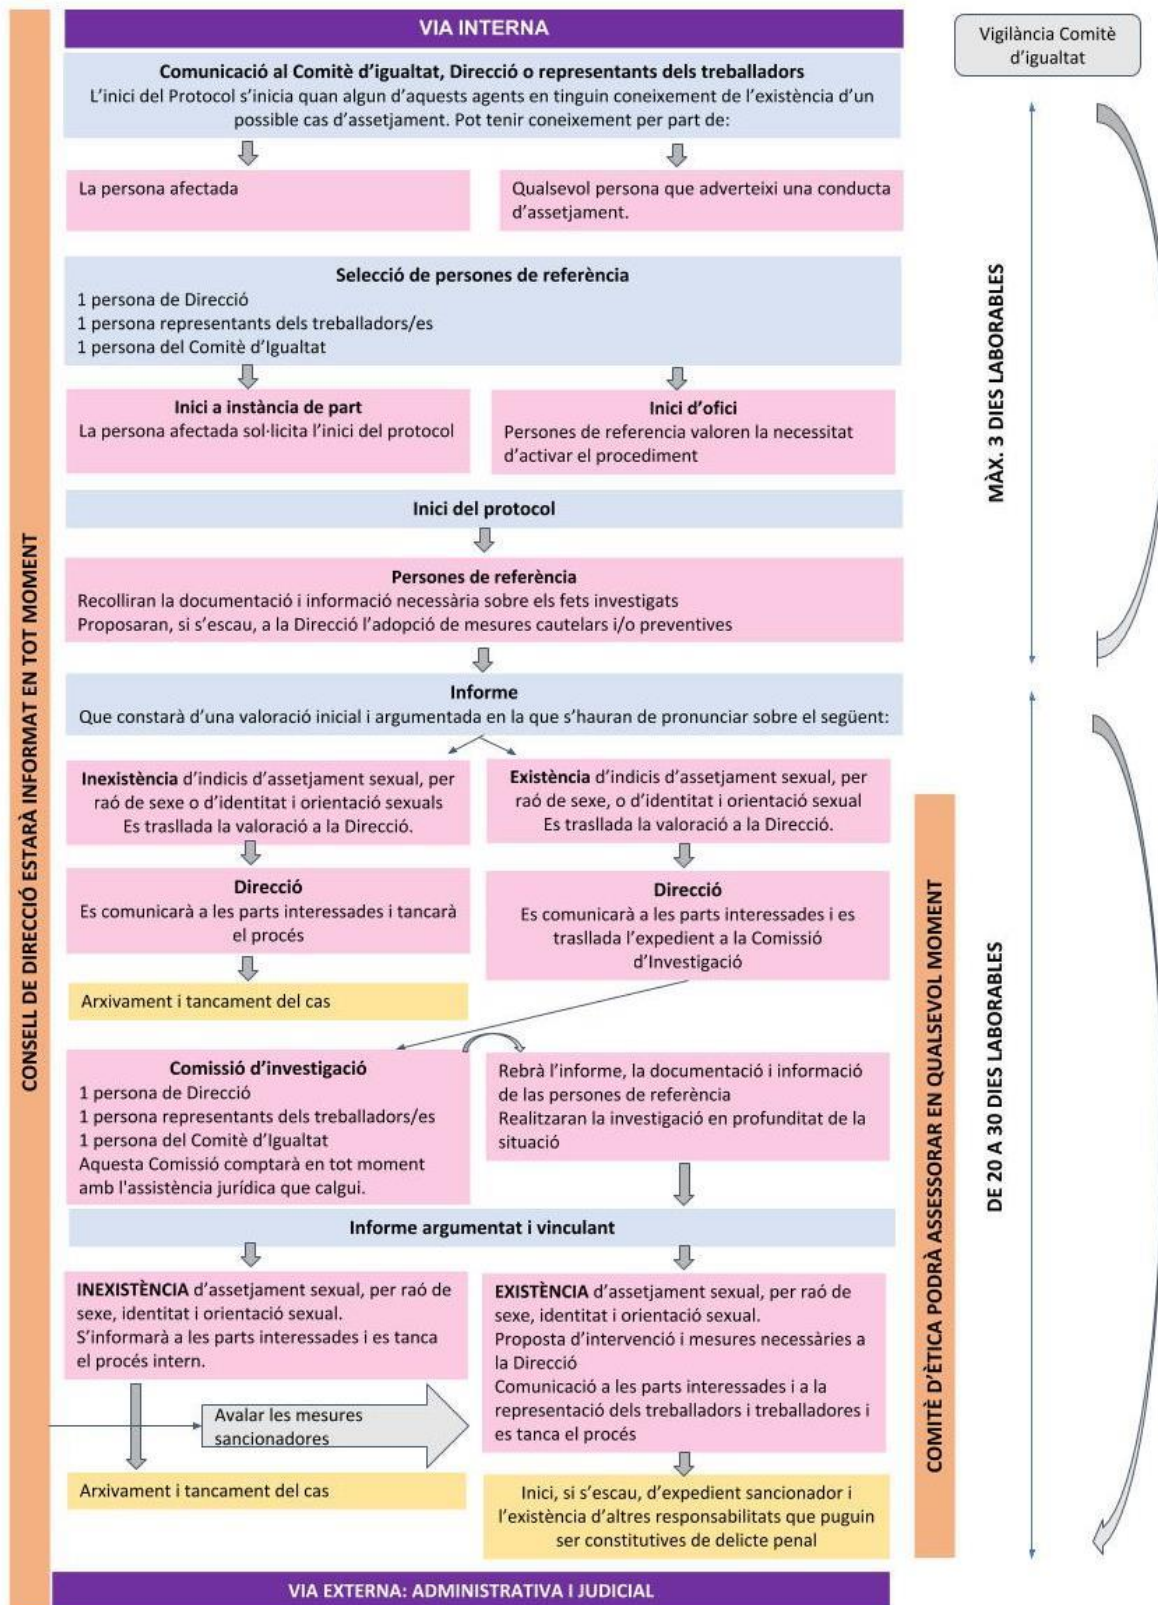 VIA INTERNA
Vigilància Comitè
d'igualtat
Comunicació al Comitè d'igualtat, Direcció o representants dels treballadors
L'inici del Protocol s'inicia quan algun d'aquests agents en tinguin coneixement de l'existència d'un
possible cas d'assetjament. Pot tenir coneixement per part de:
La persona afectada
Qualsevol persona que adverteixi una conducta
d'assetjament.
Selecció de persones de referència
1 persona de Direcció
1 persona representants dels treballadors/es
1 persona del Comitè d'Igualtat
Inici a instància de part
La persona afectada sol·licita l'inici del protocol
Inici d'ofici
Persones de referencia valoren la necessitat
d'activar el procediment
Inici del protocol
Persones de referència
Recolliran la documentació i informació necessària sobre els fets investigats
Proposaran, si s'escau, a la Direcció l'adopció de mesures cautelars i/o preventives
MÀX. 3 DIES LABORABLES
CONSELL DE DIRECCIÓ ESTARÀ INFORMAT EN TOT MOMENT
Informe
Que constarà d'una valoració inicial i argumentada en la que s'hauran de pronunciar sobre el següent:
Inexistència d'indicis d'assetjament sexual, per
raó de sexe o d'identitat i orientació sexuals
Es trasllada la valoració a la Direcció.
Existència d'indicis d'assetjament sexual, per
raó de sexe, o d'identitat i orientació sexual
Es trasllada la valoració a la Direcció.
Direcció
Es comunicarà a les parts interessades i tancarà
el procés
Direcció
Es comunicarà a les parts interessades i es
trasllada l'expedient a la Comissió
d'Investigació
Arxivament i tancament del cas
Comissió d'investigació
1 persona de Direcció
1 persona representants dels treballadors/es
1 persona del Comitè d'Igualtat
Aquesta Comissió comptarà en tot moment
amb l'assistència jurídica que calgui.
Rebrà l'informe, la documentació i informació
de las persones de referència
Realitzaran la investigació en profunditat de la
situació
COMITÈ D'ÈTICA PODRÀ ASSESSORAR EN QUALSEVOL MOMENT
DE 20 A 30 DIES LABORABLES
Informe argumentat i vinculant
INEXISTÈNCIA d'assetjament sexual, per raó de
sexe, identitat i orientació sexual.
S'informarà a les parts interessades i es tanca
el procés intern.
EXISTÈNCIA d'assetjament sexual, per raó de
sexe, identitat i orientació sexual.
Proposta d'intervenció i mesures necessàries a
la Direcció
Comunicació a les parts interessades i a la
representació dels treballadors i treballadores i
es tanca el procés
Avalar les mesures
sancionadores
Arxivament i tancament del cas
Inici, si s'escau, d'expedient sancionador i
l'existència d'altres responsabilitats que puguin
ser constitutives de delicte penal
VIA EXTERNA: ADMINISTRATIVA I JUDICIAL